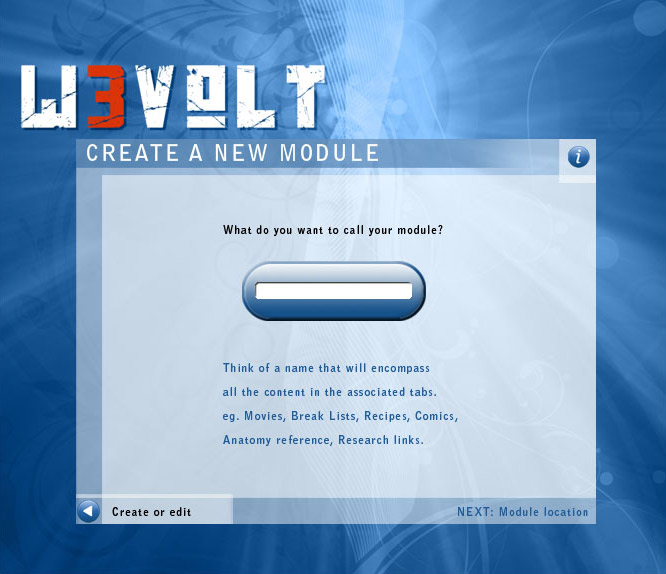 W3VOLT
CREATE A NEW MODULE
i
What do you want to call your module?
Think of a name that will encompass
all the content in the associated tabs.
eg. Movies, Break Lists, Recipes, Comics,
Anatomy reference, Research links.
Create or edit
NEXT: Module location